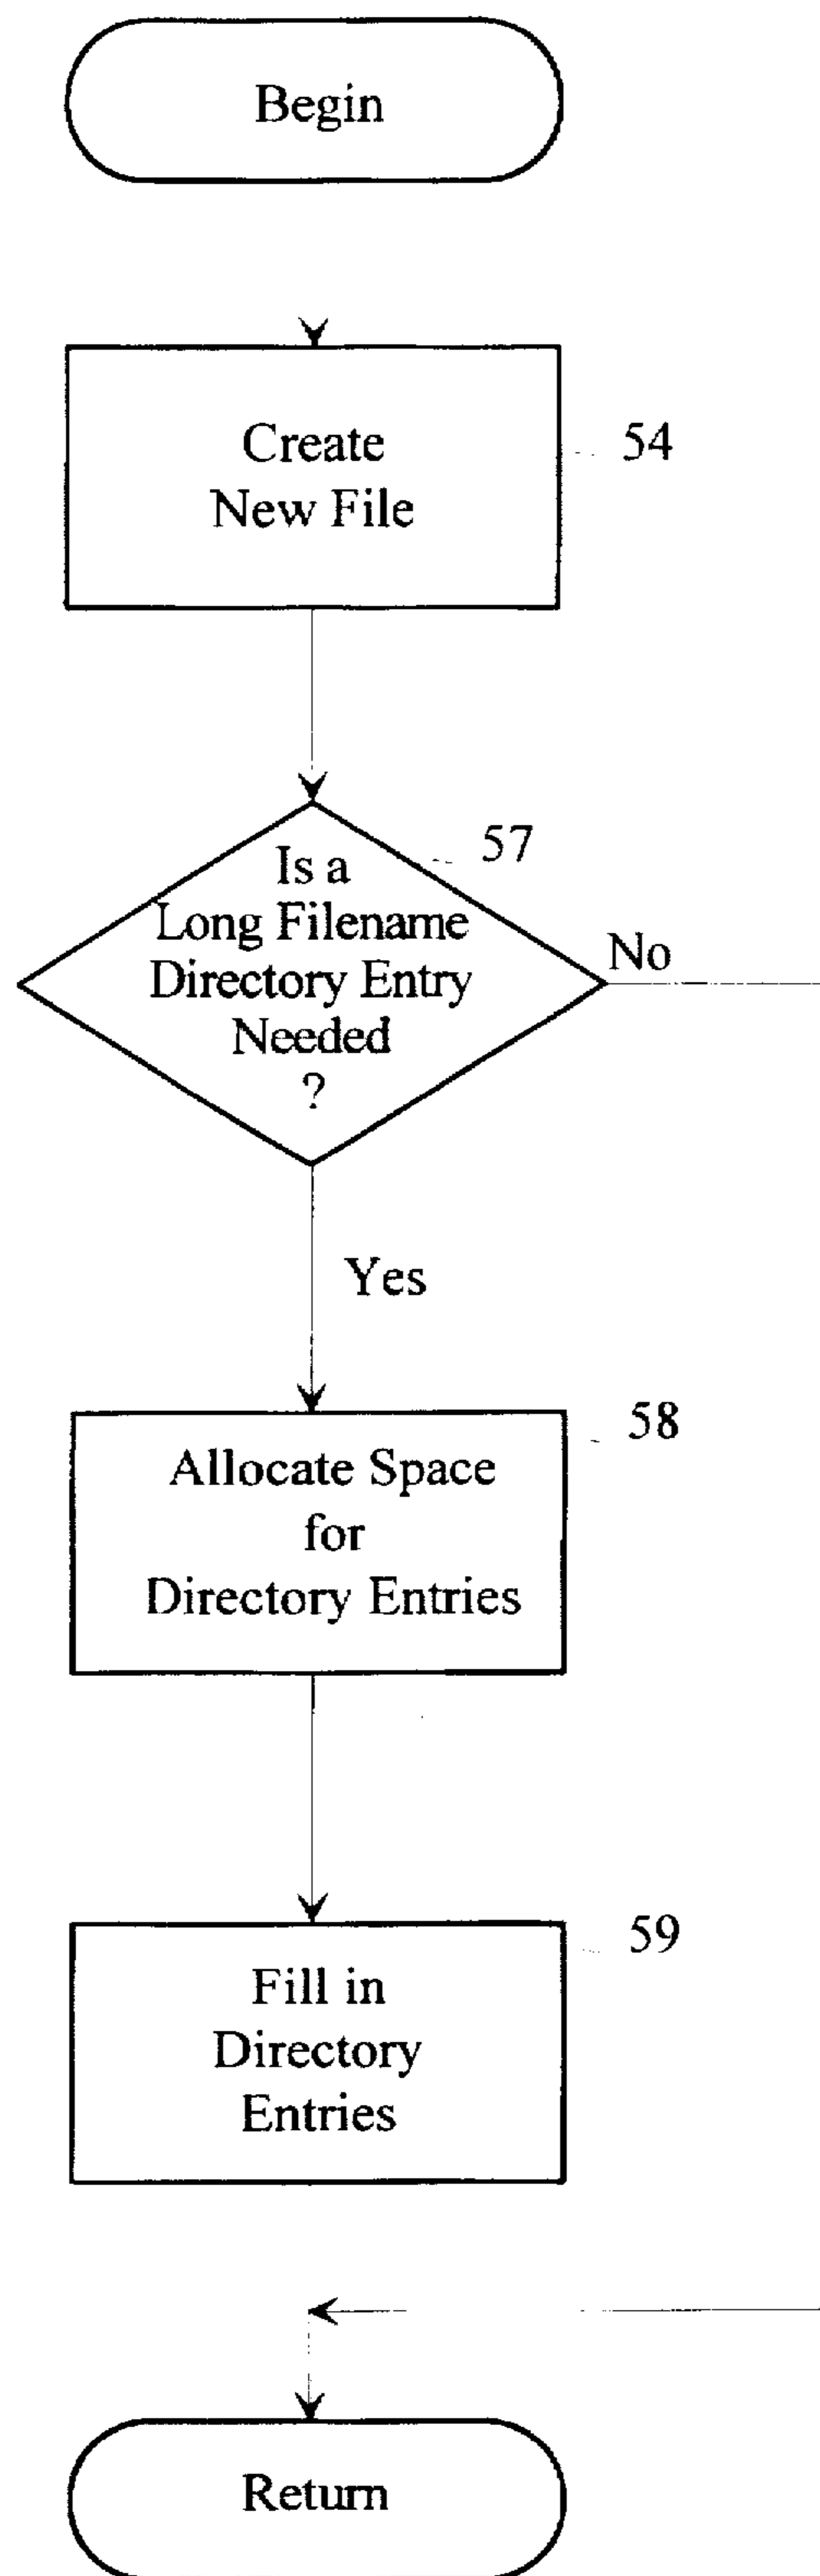 Begin
Create
New File
54
57
Is a
Long Filename
Directory Entry
Needed
?
No
Yes
58
Allocate Space
for
Directory Entries
59
Fill in
Directory
Entries
Return